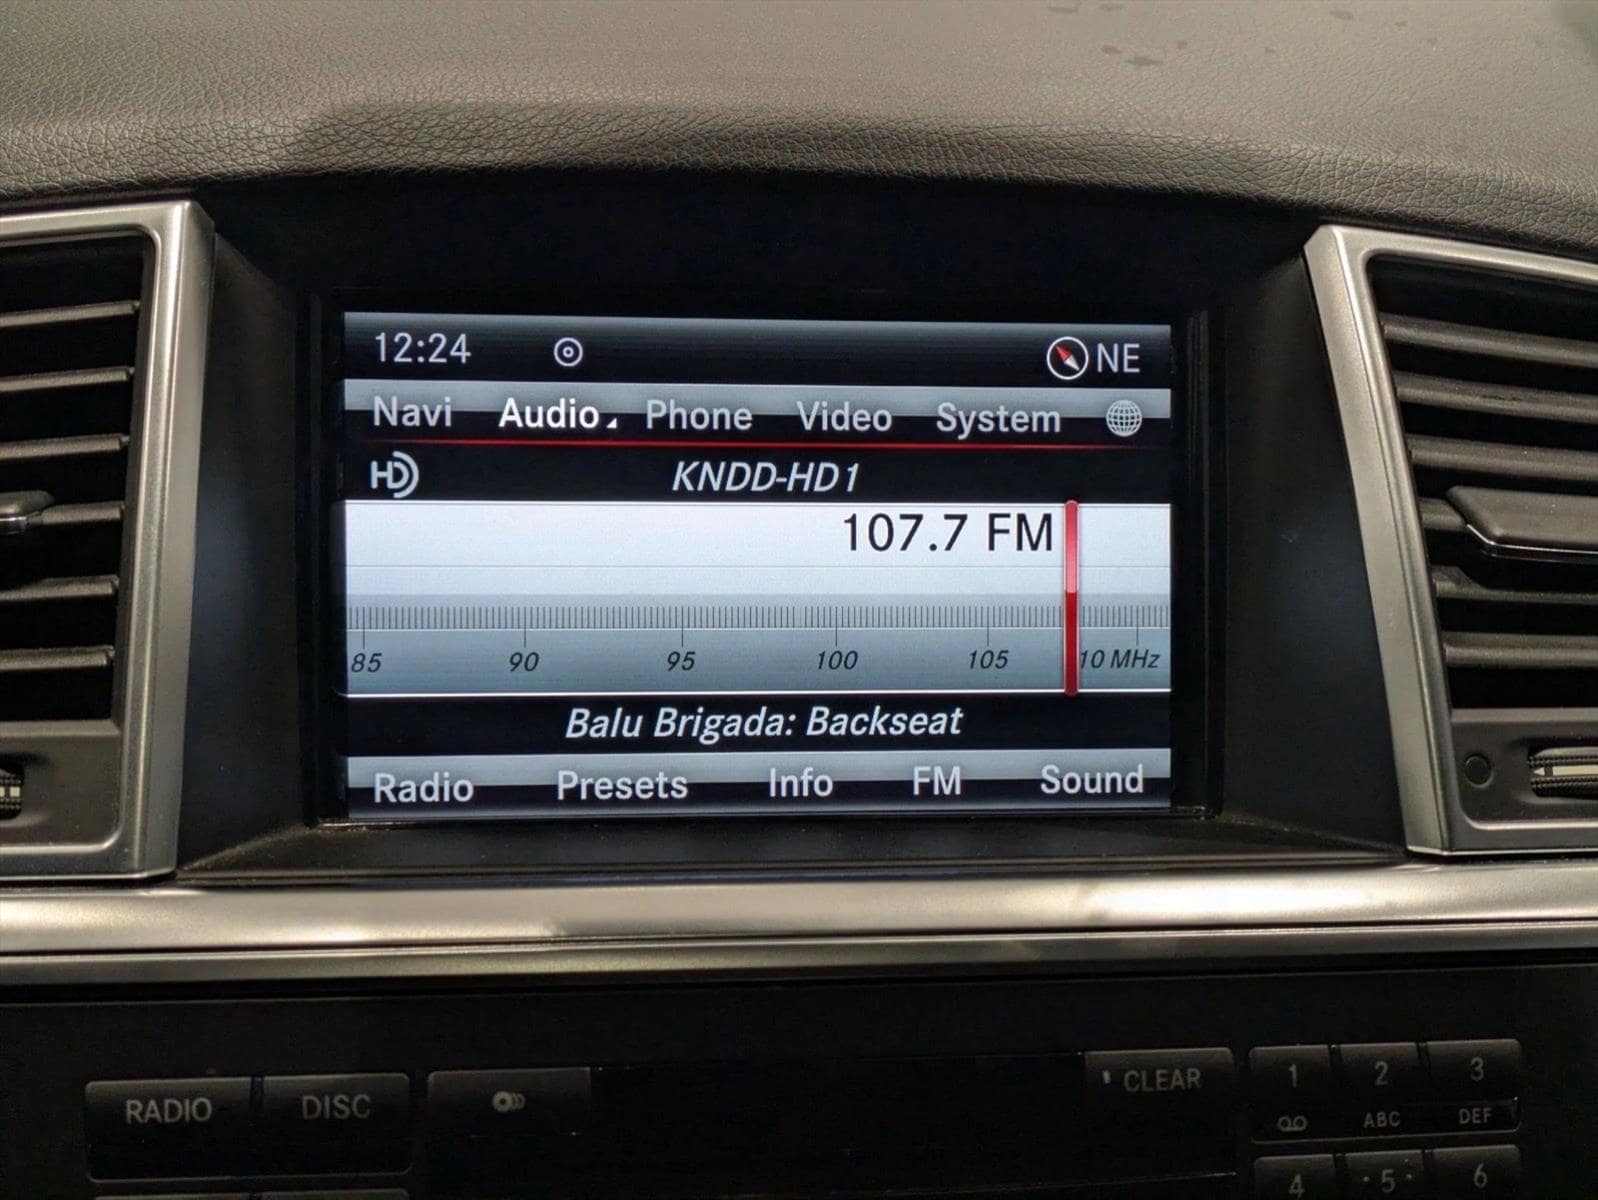 12:24 NE
Navi Audio Phone Video System
HD KNDD-HD1
107.7 FM
85 90 95 100 105 10 MHz
Balu Brigada: Backseat
Radio Presets Info FM Sound
RADIO DISC CLEAR 1 2 3
ABC DEF
4 5 6